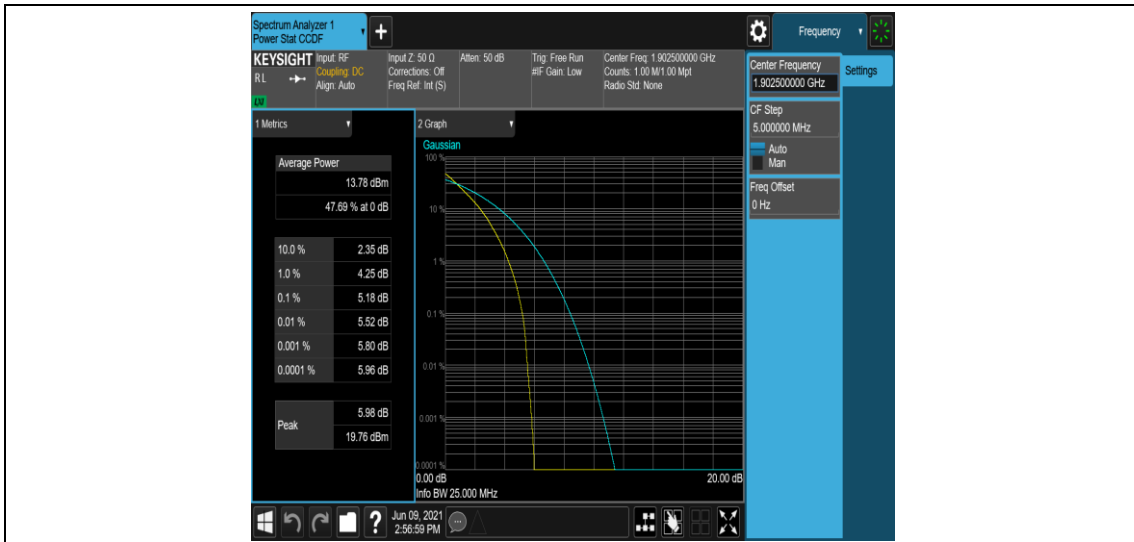 Spectrum Analyzer 1
Power Stat CCDF
+
Frequency
KEYSIGHT
RL
LXI
Input: RF
Coupling: DC
Align: Auto
Input Z: 50 Ω
Corrections: Off
Freq Ref: Int (S)
Atten: 50 dB
Trig: Free Run
#IF Gain: Low
Center Freq: 1.902500000 GHz
Counts: 1.00 M/1.00 Mpt
Radio Std: None
Center Frequency
1.902500000 GHz
Settings
CF Step
5.000000 MHz
Auto
Man
Freq Offset
0 Hz
1 Metrics
Average Power
13.78 dBm
47.69 % at 0 dB
10.0 % 2.35 dB
1.0 % 4.25 dB
0.1 % 5.18 dB
0.01 % 5.52 dB
0.001 % 5.80 dB
0.0001 % 5.96 dB
Peak
5.98 dB
19.76 dBm
2 Graph
Gaussian
100 %
10 %
1 %
0.1 %
0.01 %
0.001 %
0.0001 %
0.00 dB 20.00 dB
Info BW 25.000 MHz
?
Jun 09, 2021
2:56:59 PM